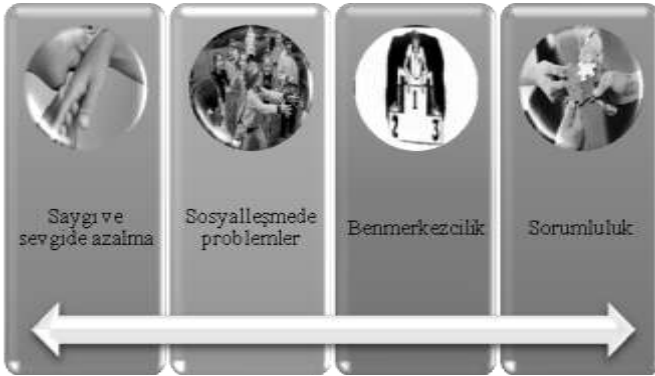 Saygı ve
sevgide azalma
Sosyalleşmede
problemler
Benmerkezcilik
Sorumluluk